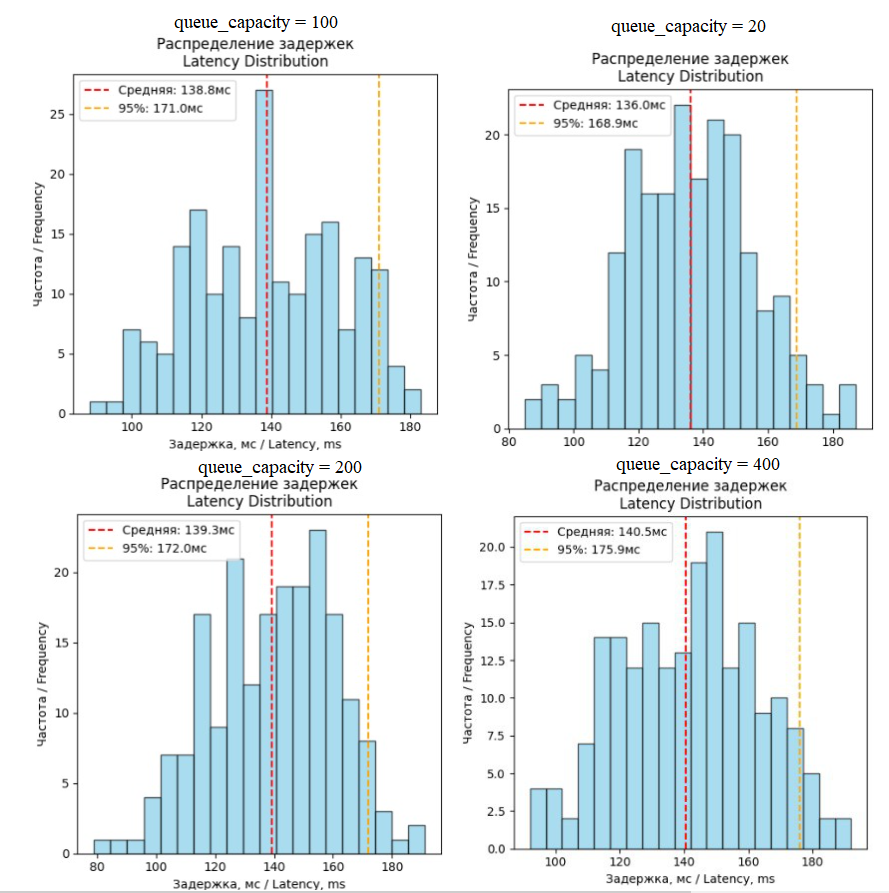 queue_capacity = 100
Распределение задержек
Latency Distribution
Средняя: 138.8мс
95%: 171.0мс
Частота / Frequency
25
20
15
10
5
0
100
120
140
160
180
Задержка, мс / Latency, ms
queue_capacity = 20
Распределение задержек
Latency Distribution
Средняя: 136.0мс
95%: 168.9мс
Частота / Frequency
20
15
10
5
0
80
100
120
140
160
180
queue_capacity = 200
Распределение задержек
Latency Distribution
Средняя: 139.3мс
95%: 172.0мс
Частота / Frequency
20
15
10
5
0
80
100
120
140
160
180
Задержка, мс / Latency, ms
queue_capacity = 400
Распределение задержек
Latency Distribution
Средняя: 140.5мс
95%: 175.9мс
Частота / Frequency
20.0
17.5
15.0
12.5
10.0
7.5
5.0
2.5
0.0
100
120
140
160
180
Задержка, мс / Latency, ms